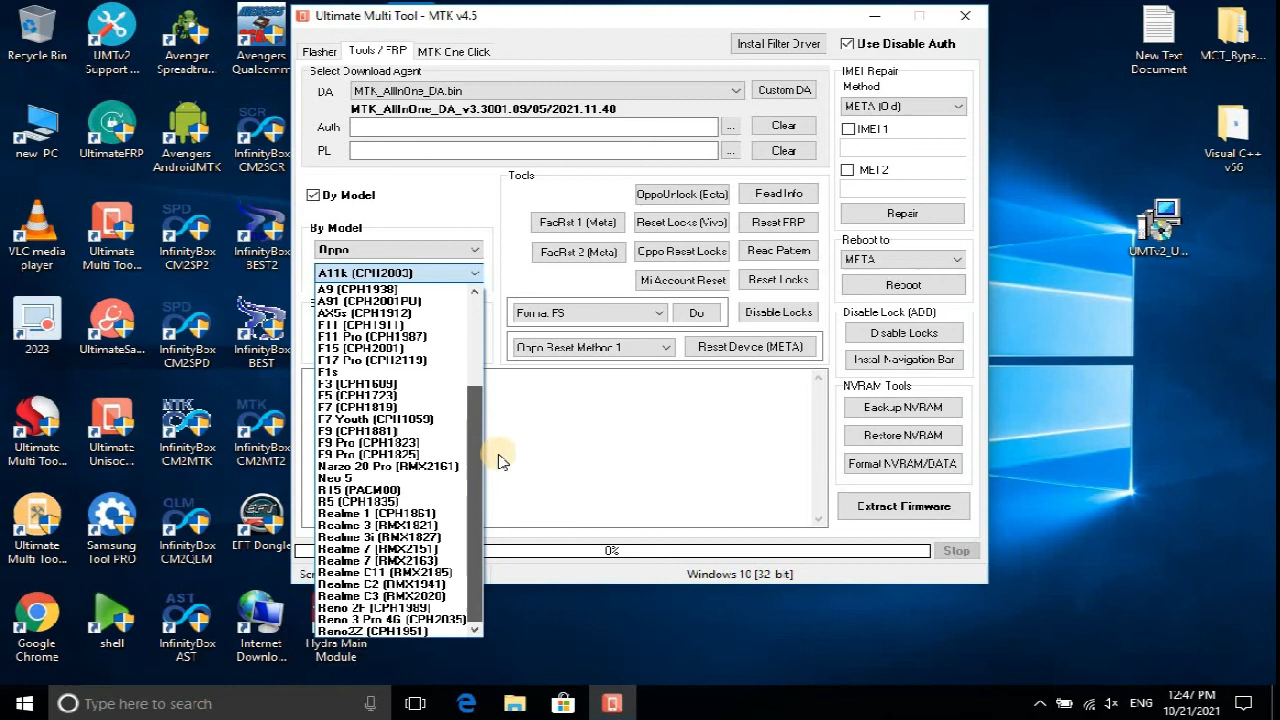 Recycle Bin
UMTv2
Support ...
Avenger
Spreadtru...
Avengers
Qualcomm
new_PC
UltimateFRP
Avengers
AndroidMTK
InfinityBox
CM2SCR
VLC media
player
Ultimate
Multi Too...
InfinityBox
CM2SP2
InfinityBox
BEST2
2023
UltimateSa...
InfinityBox
CM2SPD
InfinityBox
BEST
Ultimate
Multi Too...
Ultimate
Unisoc...
InfinityBox
CM2MTK
InfinityBox
CM2MT2
Ultimate
Multi Too...
Samsung
Tool PRO
InfinityBox
CM2QLM
EFT Dongle
Google
Chrome
shell
InfinityBox
AST
Internet
Downlo...
Hydra Main
Module
Ultimate Multi Tool - MTK v4.5
Flasher
Tools / FRP
MTK One Click
Install Filter Driver
Use Disable Auth
Select Download Agent
DA
MTK_AllInOne_DA.bin
Custom DA
MTK_AllInOne_DA_v3.3001.09/05/2021.11.40
Auth
...
Clear
PL
...
Clear
By Model
By Model
Oppo
A11k (CPH2083)
A9 (CPH1938)
A91 (CPH2001PU)
AX5s (CPH1912)
F11 (CPH1911)
F11 Pro (CPH1987)
F15 (CPH2001)
F17 Pro (CPH2119)
F1s
F3 (CPH1609)
F5 (CPH1723)
F7 (CPH1819)
F7 Youth (CPH1859)
F9 (CPH1881)
F9 Pro (CPH1823)
F9 Pro (CPH1825)
Narzo 20 Pro (RMX2161)
Neo 5
R15 (PACM00)
R5 (CPH1835)
Realme 1 (CPH1861)
Realme 3 (RMX1821)
Realme 3i (RMX1827)
Realme 7 (RMX2151)
Realme 7 (RMX2163)
Realme C11 (RMX2185)
Realme C2 (RMX1941)
Realme C3 (RMX2020)
Reno 2F (CPH1989)
Reno 3 Pro 4G (CPH2035)
Reno2Z (CPH1951)
Tools
OppoUnlock (Beta)
Read Info
FacRst 1 (Meta)
Reset Locks (Vivo)
Reset FRP
FacRst 2 (Meta)
Oppo Reset Locks
Read Pattern
Mi Account Reset
Reset Locks
Format FS
Do
Disable Locks
Oppo Reset Method 1
Reset Device (META)
IMEI Repair
Method
META (Old)
IMEI 1
Repair
Reboot to
META
Reboot
Disable Lock (ADB)
Disable Locks
Install Navigation Bar
NVRAM Tools
Backup NVRAM
Restore NVRAM
Format NVRAM/DATA
Extract Firmware
0%
Stop
Windows 10 [32-bit]
New Text
Document
MCT_Bypa...
Visual C++
v56
UMTv2_U...
Type here to search
ENG
12:47 PM
10/21/2021